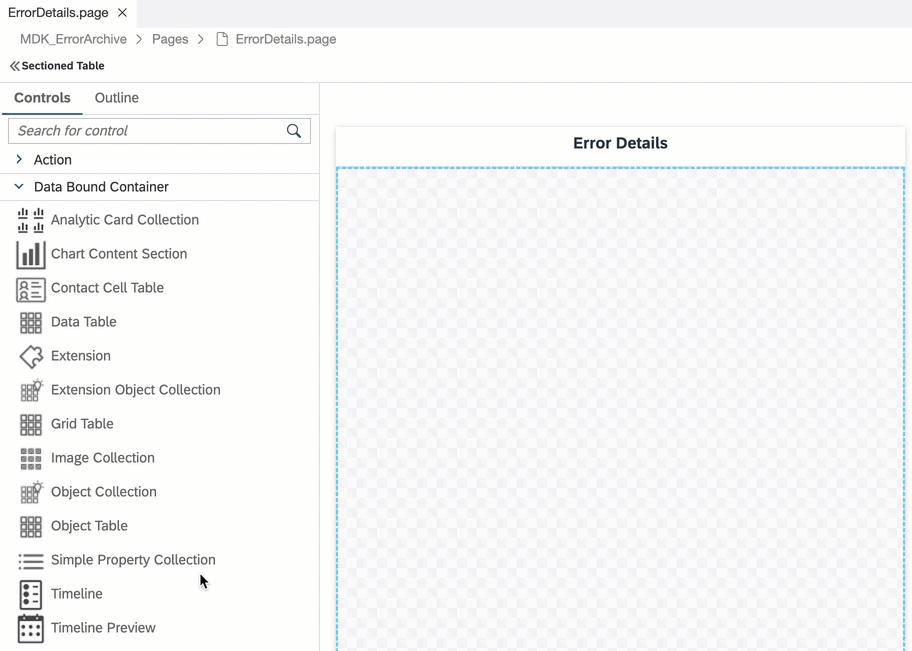 ErrorDetails.page
MDK_ErrorArchive > Pages > ErrorDetails.page
Sectioned Table
Controls Outline
Search for control
Action
Data Bound Container
Analytic Card Collection
Chart Content Section
Contact Cell Table
Data Table
Extension
Extension Object Collection
Grid Table
Image Collection
Object Collection
Object Table
Simple Property Collection
Timeline
Timeline Preview
Error Details